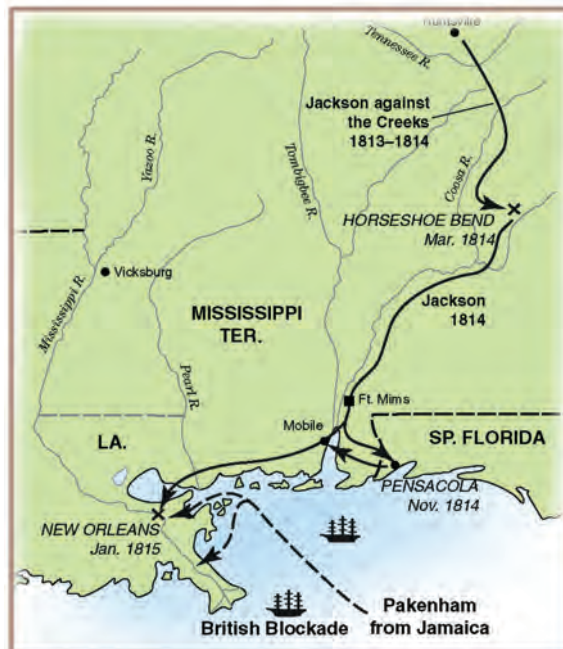 Huntsville
Tennessee R.
Jackson against
the Creeks
1813–1814
Yazoo R.
Tombigbee R.
Coosa R.
HORSESHOE BEND
Mar. 1814
Vicksburg
Mississippi R.
Jackson
1814
MISSISSIPPI
TER.
Pearl R.
Ft. Mims
LA.
Mobile
SP. FLORIDA
PENSACOLA
Nov. 1814
NEW ORLEANS
Jan. 1815
British Blockade
Pakenham
from Jamaica